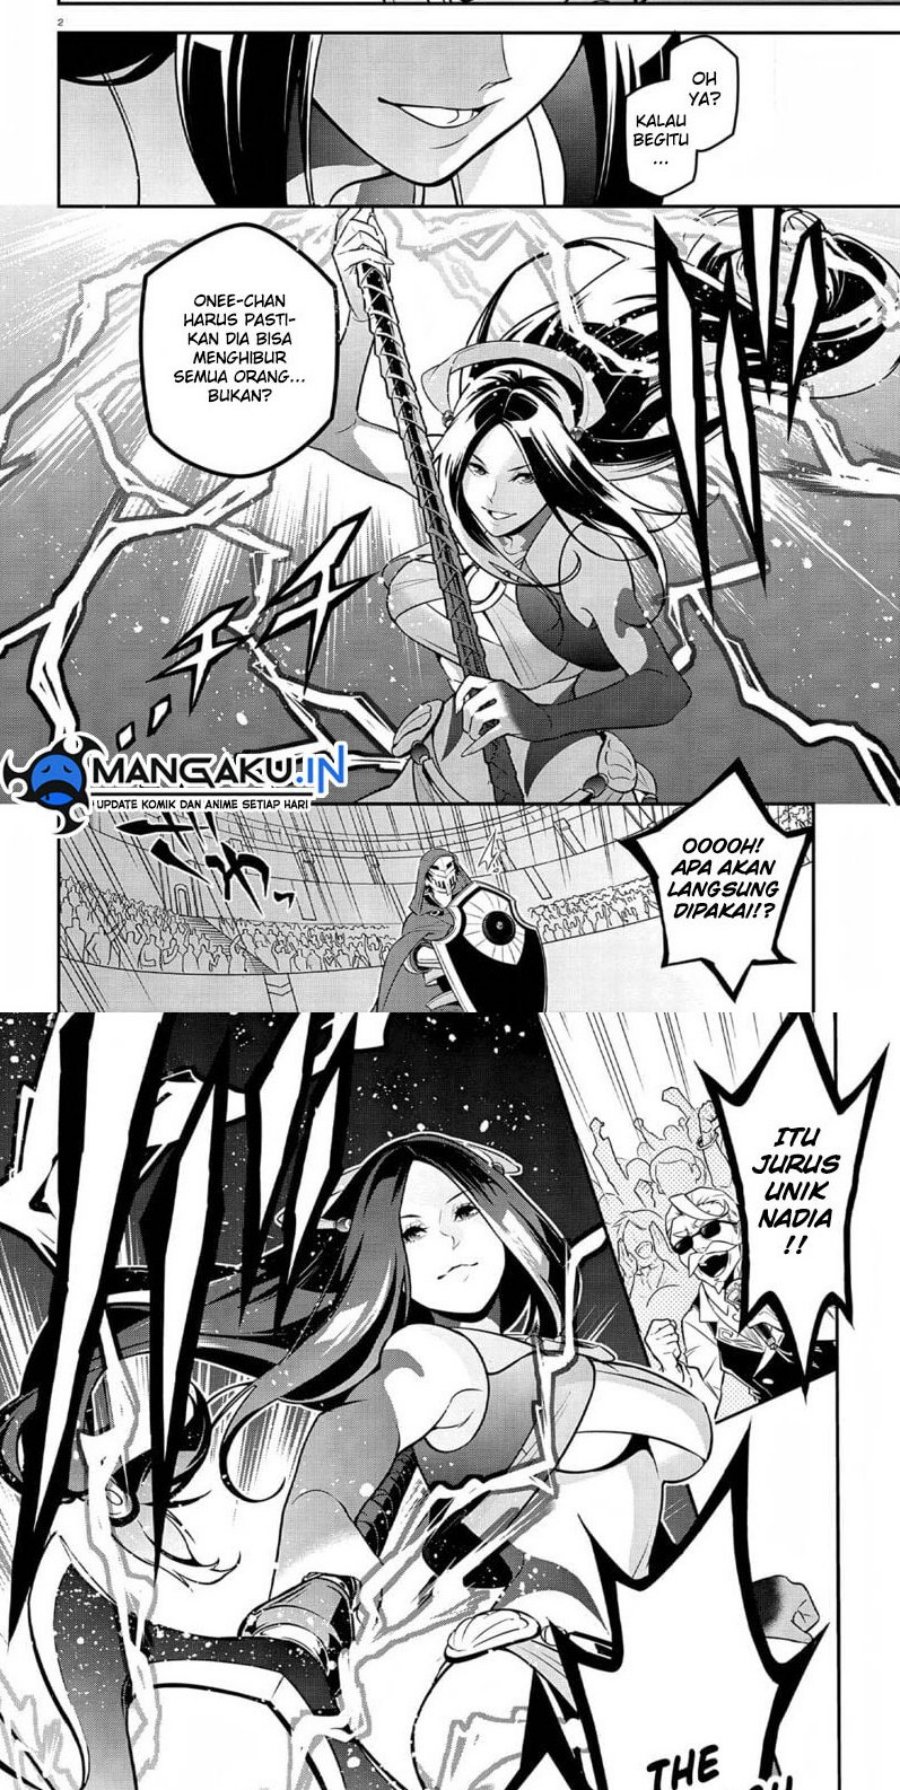 2
OH
YA?
KALAU
BEGITU
...
ONEE-CHAN
HARUS PASTI-
KAN DIA BISA
MENGHIBUR
SEMUA ORANG...
BUKAN?
MANGAKU.IN
UPDATE KOMIK DAN ANIME SETIAP HARI
OOOOH!
APA AKAN
LANGSUNG
DIPAKAI!?
ITU
JURUS
UNIK
NADIA
!!
THE